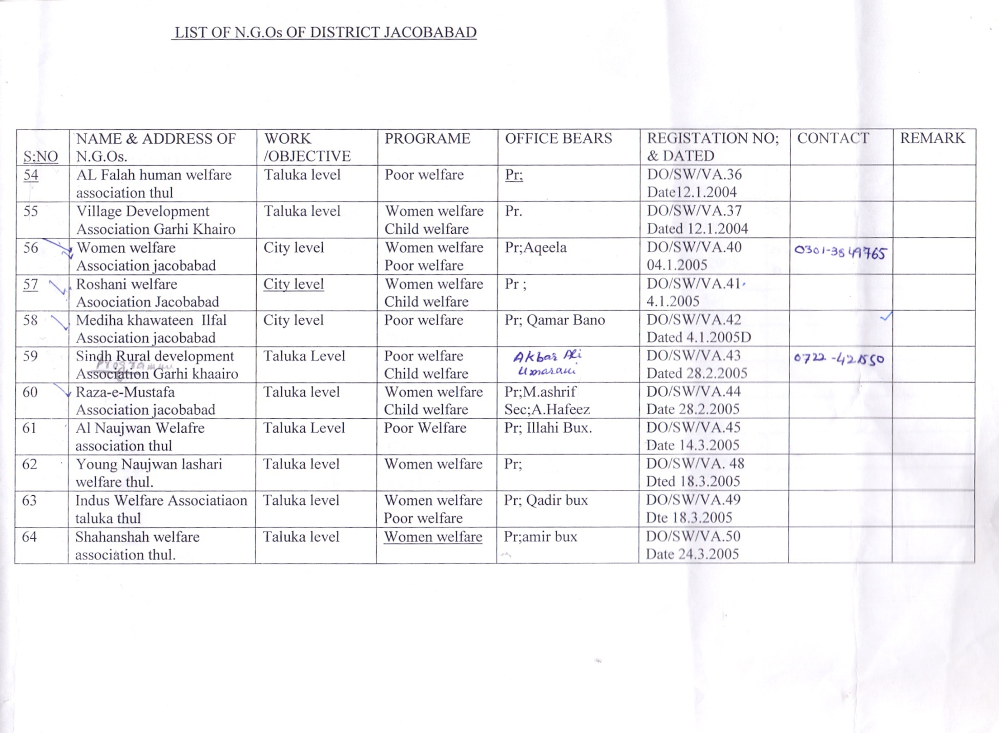 LIST OF N.G.Os OF DISTRICT JACOBABAD
S:NO NAME & ADDRESS OF N.G.Os. WORK /OBJECTIVE PROGRAME OFFICE BEARS REGISTATION NO; & DATED CONTACT REMARK
54 AL Falah human welfare Taluka level Poor welfare Pr; DO/SW/VA.36
association thul Date12.1.2004
55 Village Development Taluka level Women welfare Pr. DO/SW/VA.37
Association Garhi Khairo Child welfare Dated 12.1.2004
56 Women welfare City level Women welfare Pr;Aqeela DO/SW/VA.40 0301-3849765
Association jacobabad Poor welfare 04.1.2005
57 Roshani welfare City level Women welfare Pr ; DO/SW/VA.41
Asoociation Jacobabad Child welfare 4.1.2005
58 Mediha khawateen Ilfal City level Poor welfare Pr; Qamar Bano DO/SW/VA.42
Association jacobabad Dated 4.1.2005D
59 Sindh Rural development Taluka Level Poor welfare Akbar Ali DO/SW/VA.43
Programme
Association Garhi khaairo Child welfare Umarani Dated 28.2.2005
60 Raza-e-Mustafa Taluka level Women welfare Pr;M.ashrif DO/SW/VA.44
Association jacobabad Child welfare Sec;A.Hafeez Date 28.2.2005
61 Al Naujwan Welafre Taluka Level Poor Welfare Pr; Illahi Bux. DO/SW/VA.45
association thul Date 14.3.2005
62 Young Naujwan lashari Taluka level Women welfare Pr; DO/SW/VA. 48
welfare thul. Dted 18.3.2005
63 Indus Welfare Associatiaon Taluka level Women welfare Pr; Qadir bux DO/SW/VA.49
taluka thul Poor welfare Dte 18.3.2005
64 Shahanshah welfare Taluka level Women welfare Pr;amir bux DO/SW/VA.50
association thul. Date 24.3.2005